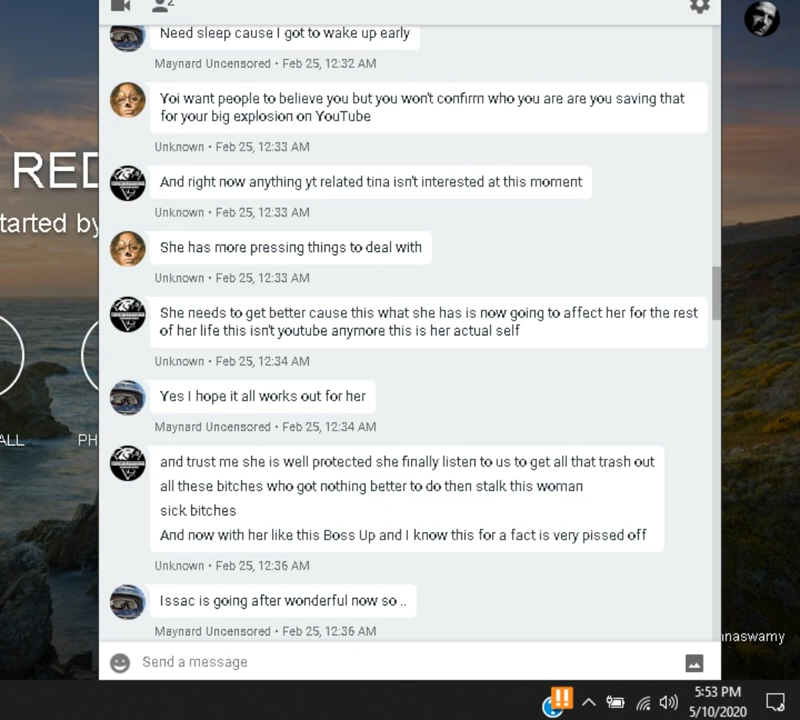 2
Need sleep cause I got to wake up early
Maynard Uncensored • Feb 25, 12:32 AM
Yoi want people to believe you but you won't confirm who you are are you saving that
for your big explosion on YouTube
Unknown • Feb 25, 12:33 AM
RED
And right now anything yt related tina isn't interested at this moment
tarted by
Unknown • Feb 25, 12:33 AM
She has more pressing things to deal with
Unknown • Feb 25, 12:33 AM
She needs to get better cause this what she has is now going to affect her for the rest
of her life this isn't youtube anymore this is her actual self
Unknown • Feb 25, 12:34 AM
Yes I hope it all works out for her
Maynard Uncensored • Feb 25, 12:34 AM
ALL
PH
and trust me she is well protected she finally listen to us to get all that trash out
all these bitches who got nothing better to do then stalk this woman
sick bitches
And now with her like this Boss Up and I know this for a fact is very pissed off
Unknown • Feb 25, 12:36 AM
Issac is going after wonderful now so ..
Maynard Uncensored • Feb 25, 12:36 AM
nnaswamy
Send a message
5:53 PM
5/10/2020